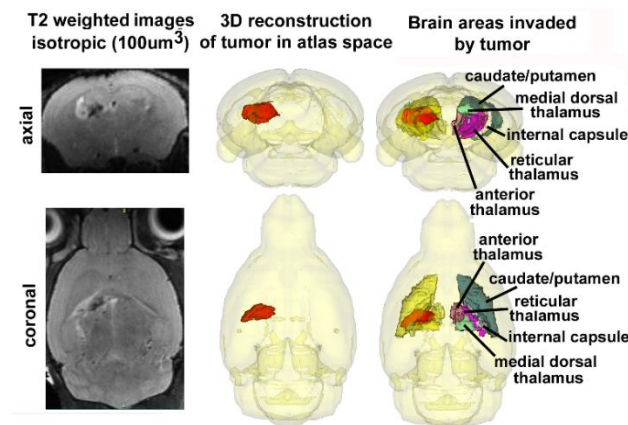 T2 weighted images
isotropic (100um3)
3D reconstruction
of tumor in atlas space
Brain areas invaded
by tumor
axial
caudate/putamen
medial dorsal
thalamus
internal capsule
reticular
thalamus
anterior
thalamus
coronal
anterior
thalamus
caudate/putamen
reticular
thalamus
internal capsule
medial dorsal
thalamus